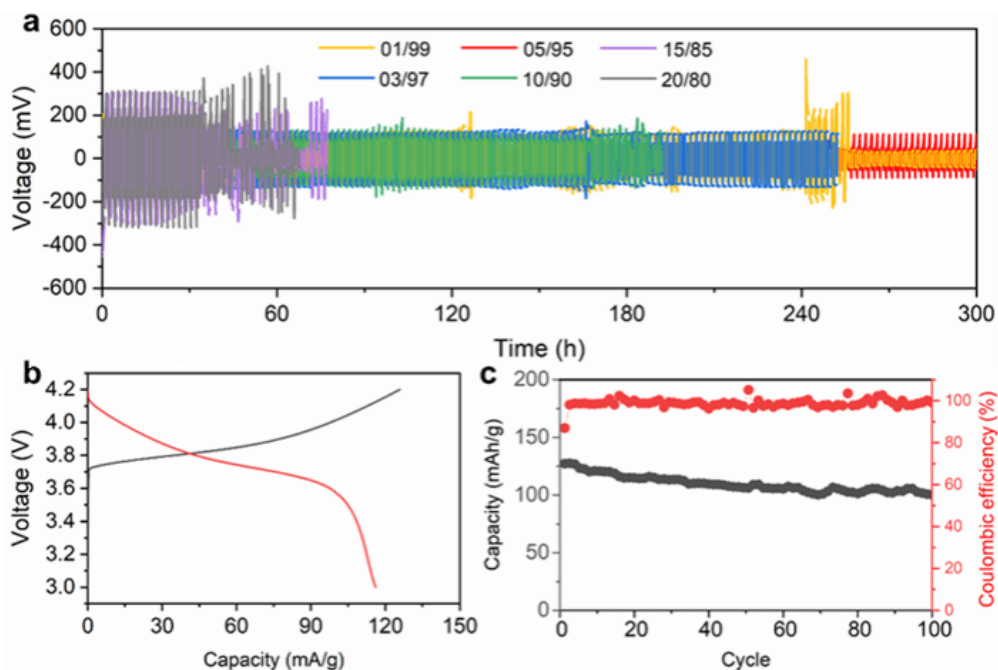 a
600
400
200
0
-200
-400
-600
Voltage (mV)
01/99 05/95 15/85
03/97 10/90 20/80
0 60 120 180 240 300
Time (h)
b
4.2
4.0
3.8
3.6
3.4
3.2
3.0
Voltage (V)
0 30 60 90 120 150
Capacity (mA/g)
c
200
150
100
50
0
Capacity (mAh/g)
100
80
60
40
20
0
Coulombic efficiency (%)
0 20 40 60 80 100
Cycle